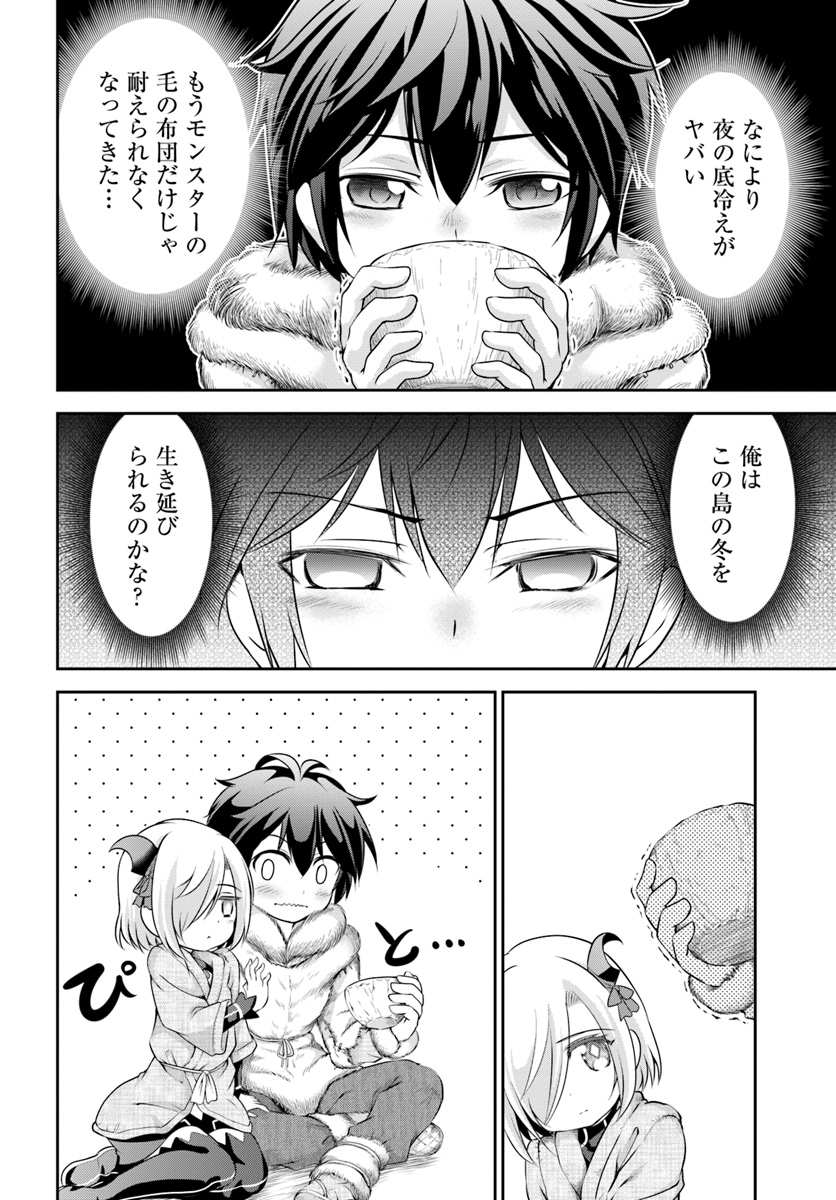 なにより
夜の底冷えが
ヤバい
もうモンスターの
毛の布団だけじゃ
耐えられなく
なってきた…
俺は
この島の冬を
生き延び
られるのかな?
ぴと…